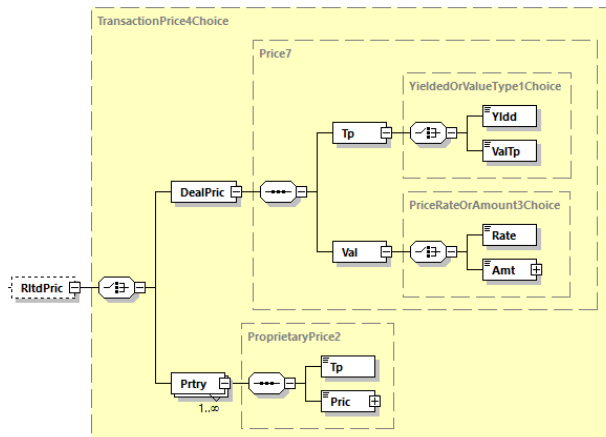 TransactionPrice4Choice
Price7
YieldedOrValueType1Choice
Yldd
Tp
ValTp
DealPric
PriceRateOrAmount3Choice
Rate
Val
Amt
RltdPric
ProprietaryPrice2
Tp
Prtry
Pric
1..∞